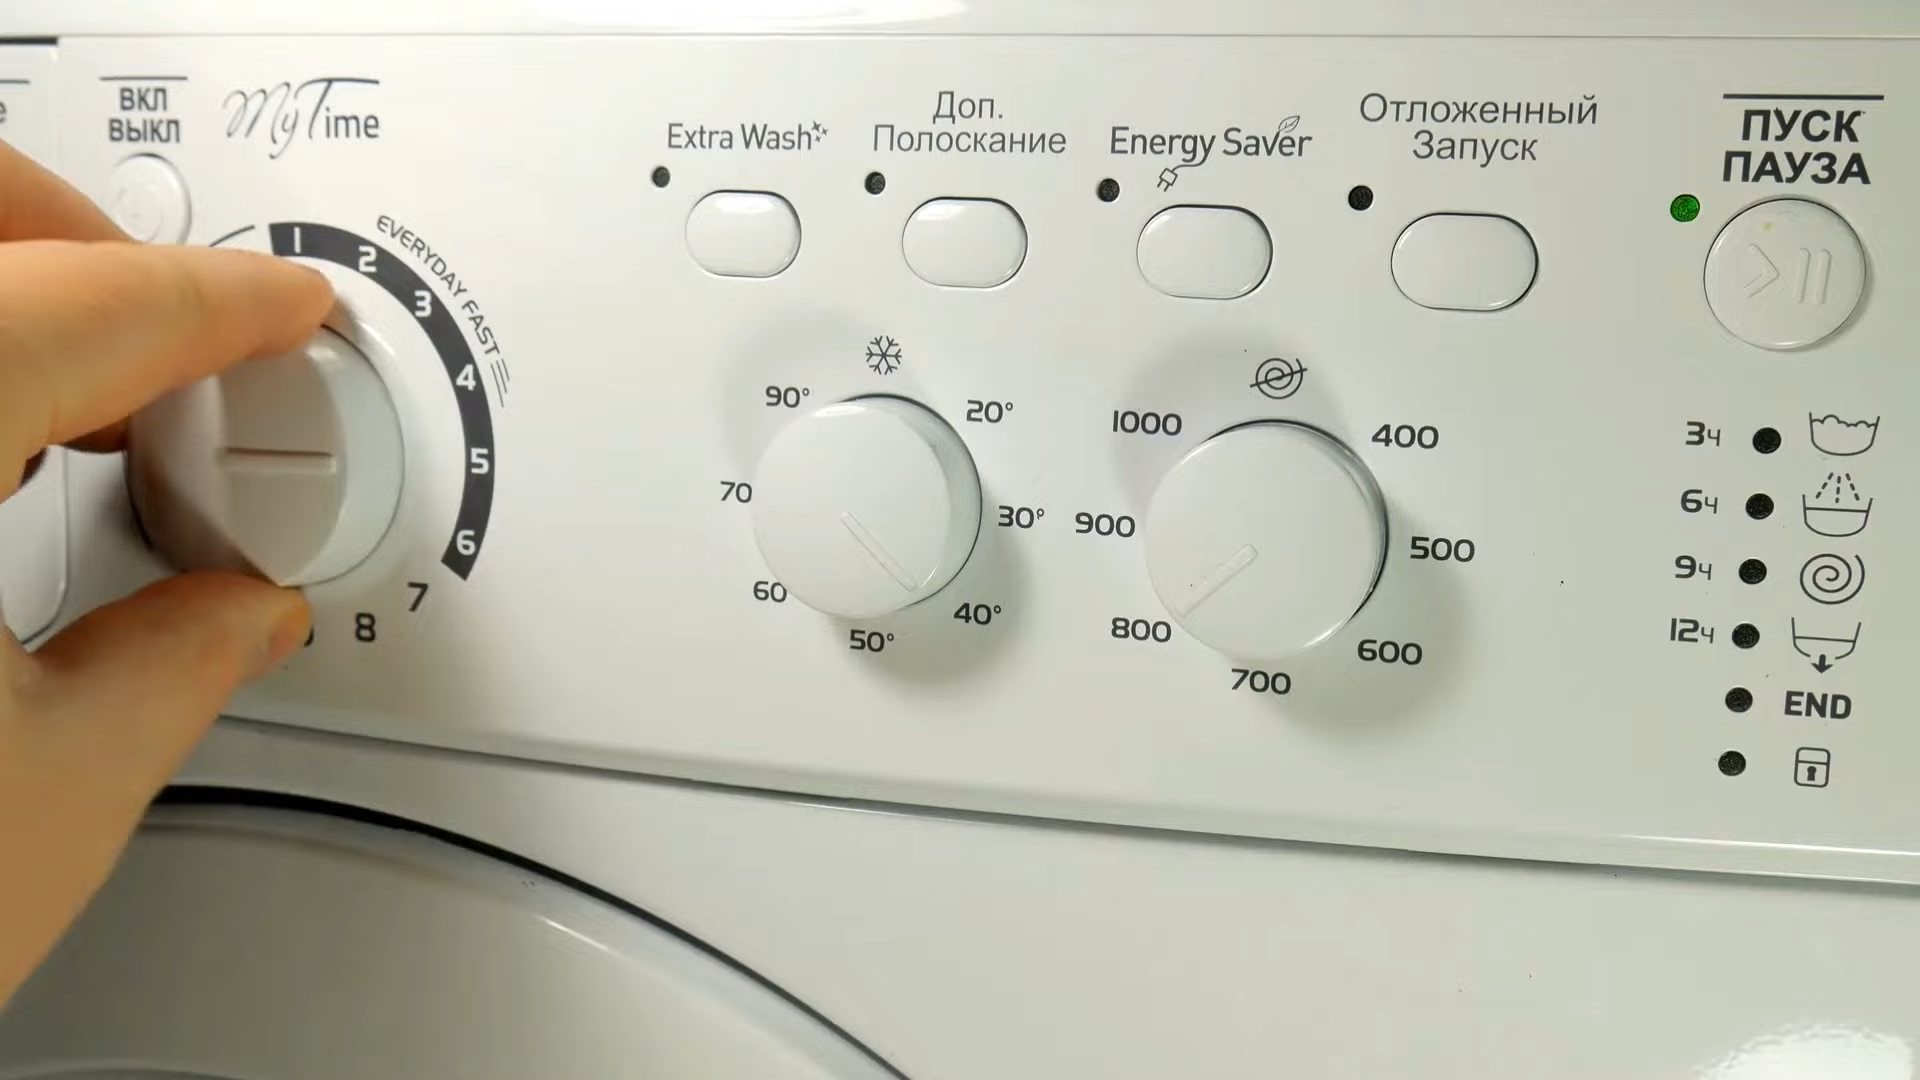 ВКЛ
ВЫКЛ
MyTime
Extra Wash
Доп.
Полоскание
Energy Saver
Отложенный
Запуск
ПУСК
ПАУЗА
EVERYDAY FAST
1
2
3
4
5
6
7
8
90°
20°
70
30°
60
40°
50°
1000
400
900
500
800
600
700
3ч
6ч
9ч
12ч
END